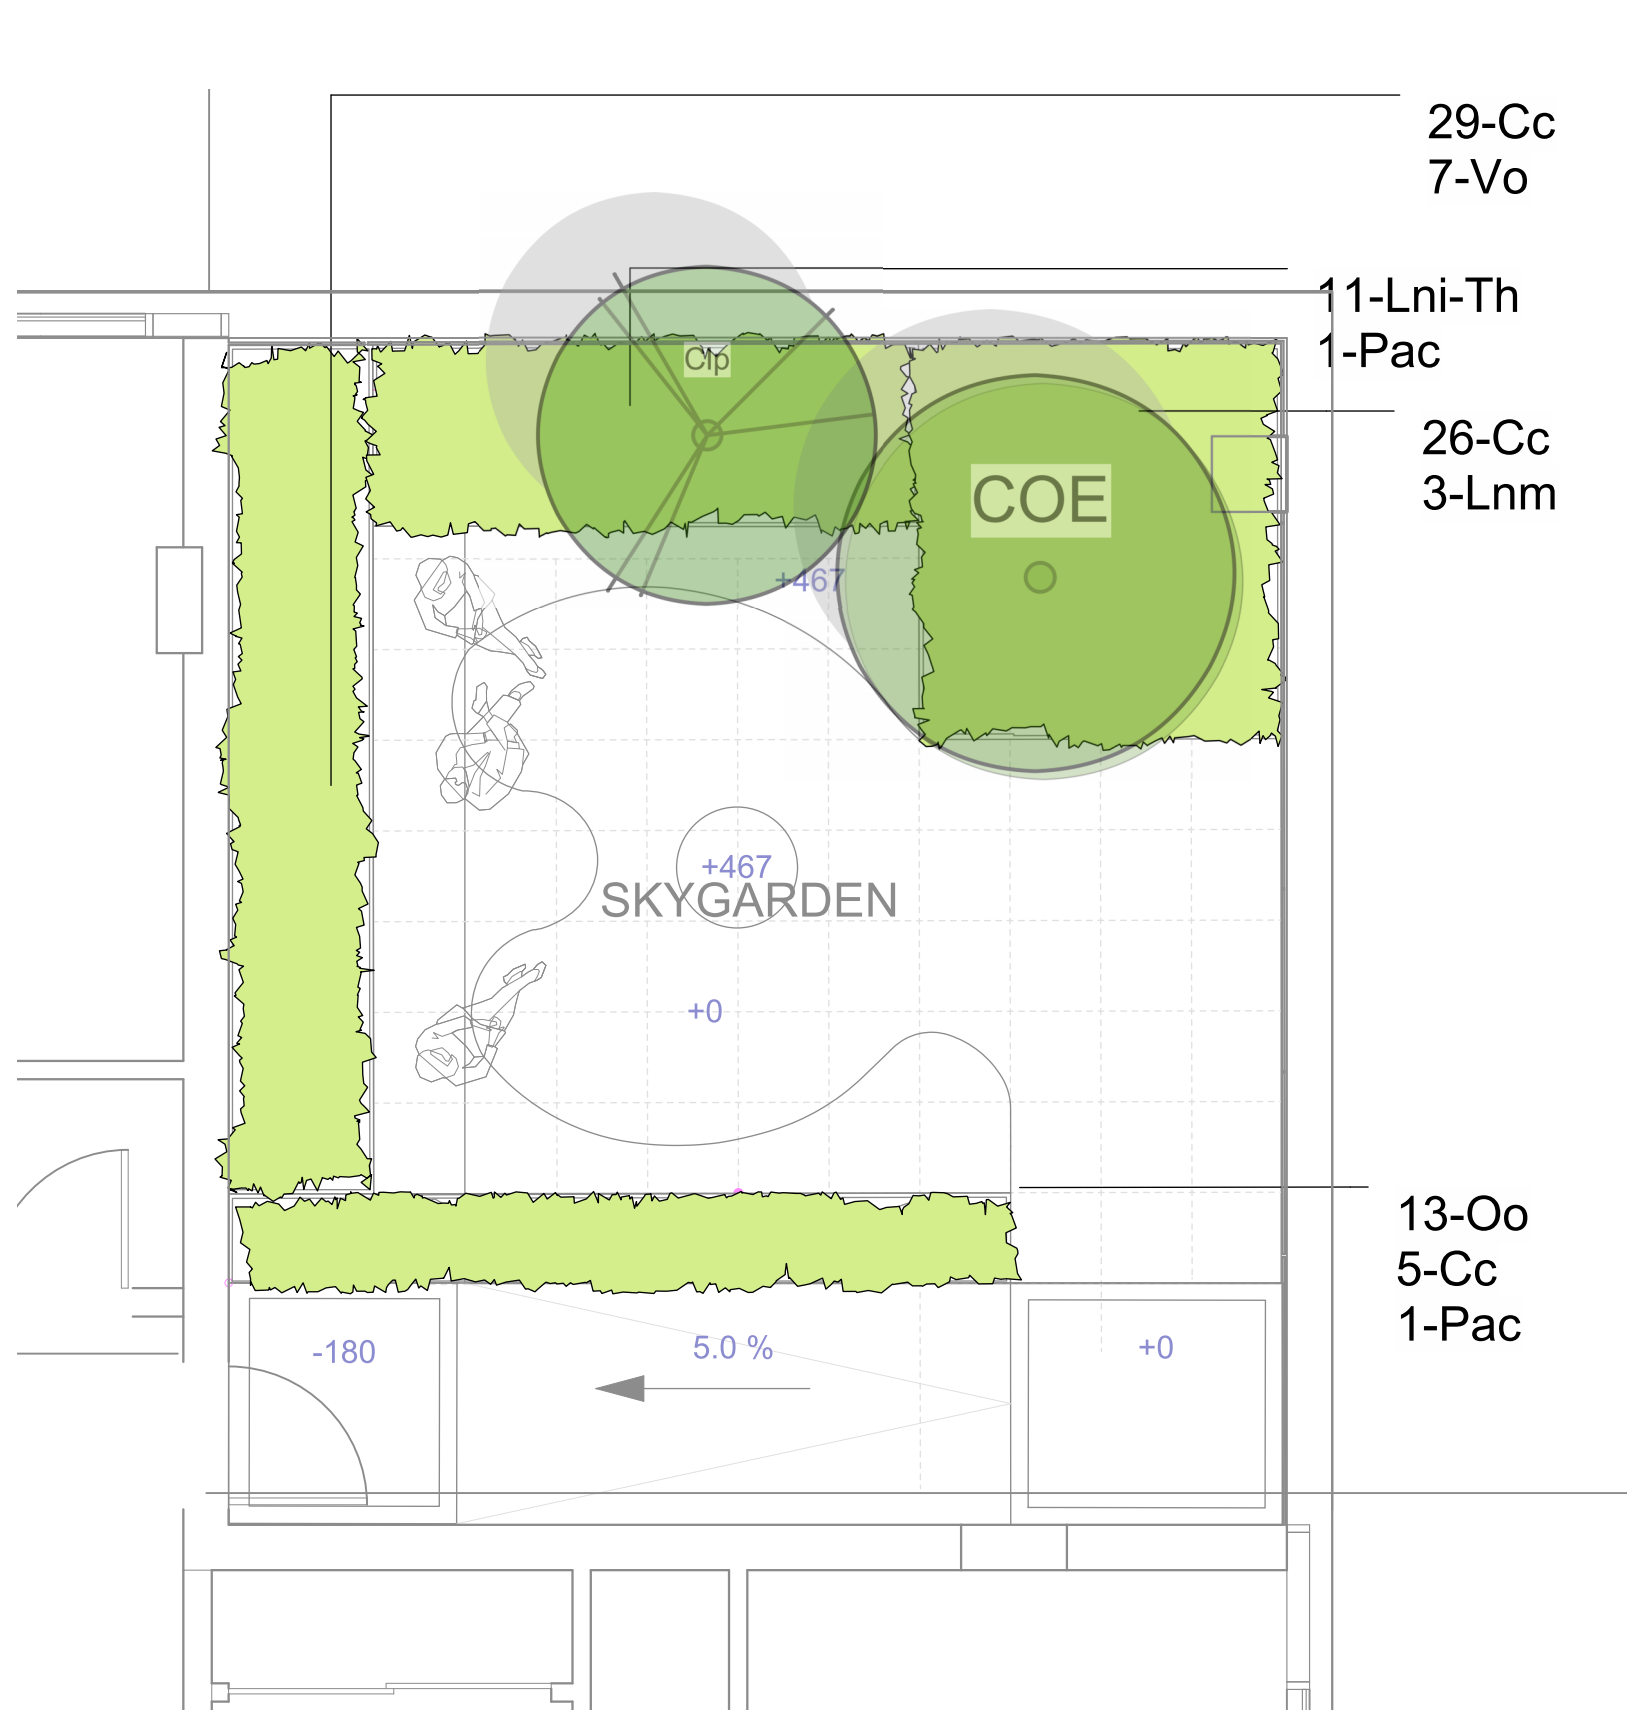 29-Cc
7-Vo
11-Lni-Th
1-Pac
Clp
26-Cc
3-Lnm
COE
+467
+467
SKYGARDEN
+0
13-Oo
5-Cc
1-Pac
-180
5.0 %
+0